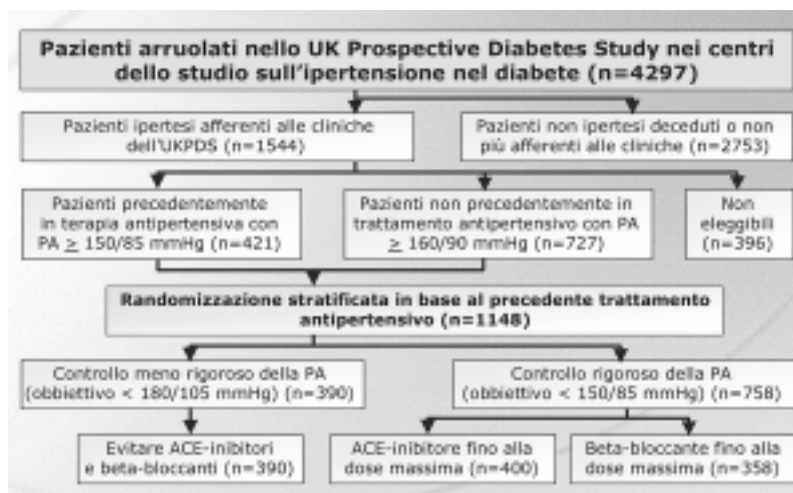 Pazienti arruolati nello UK Prospective Diabetes Study nei centri
dello studio sull'ipertensione nel diabete (n=4297)
Pazienti ipertesi afferenti alle cliniche
dell'UKPDS (n=1544)
Pazienti non ipertesi deceduti o non
più afferenti alle cliniche (n=2753)
Pazienti precedentemente
in terapia antipertensiva con
PA ≥ 150/85 mmHg (n=421)
Pazienti non precedentemente in
trattamento antipertensivo con PA
≥ 160/90 mmHg (n=727)
Non
eleggibili
(n=396)
Randomizzazione stratificata in base al precedente trattamento
antipertensivo (n=1148)
Controllo meno rigoroso della PA
(obbiettivo < 180/105 mmHg) (n=390)
Controllo rigoroso della PA
(obbiettivo < 150/85 mmHg) (n=758)
Evitare ACE-inibitori
e beta-bloccanti (n=390)
ACE-inibitore fino alla
dose massima (n=400)
Beta-bloccante fino alla
dose massima (n=358)